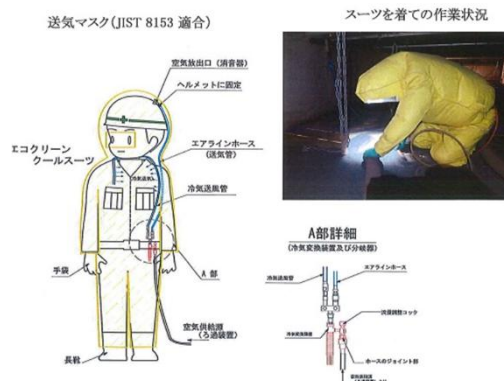 送気マスク(JIST 8153 適合)
スーツを着ての作業状況
空気放出口(消音器)
ヘルメットに固定
エコクリーン
クールスーツ
エアラインホース
(送気管)
冷気送風管
手袋
A 部
空気供給源
(ろ過装置)
長靴
A部詳細
(冷気変換装置及び分岐部)
冷気送風管
エアラインホース
流量調整コック
ホースのジョイント部